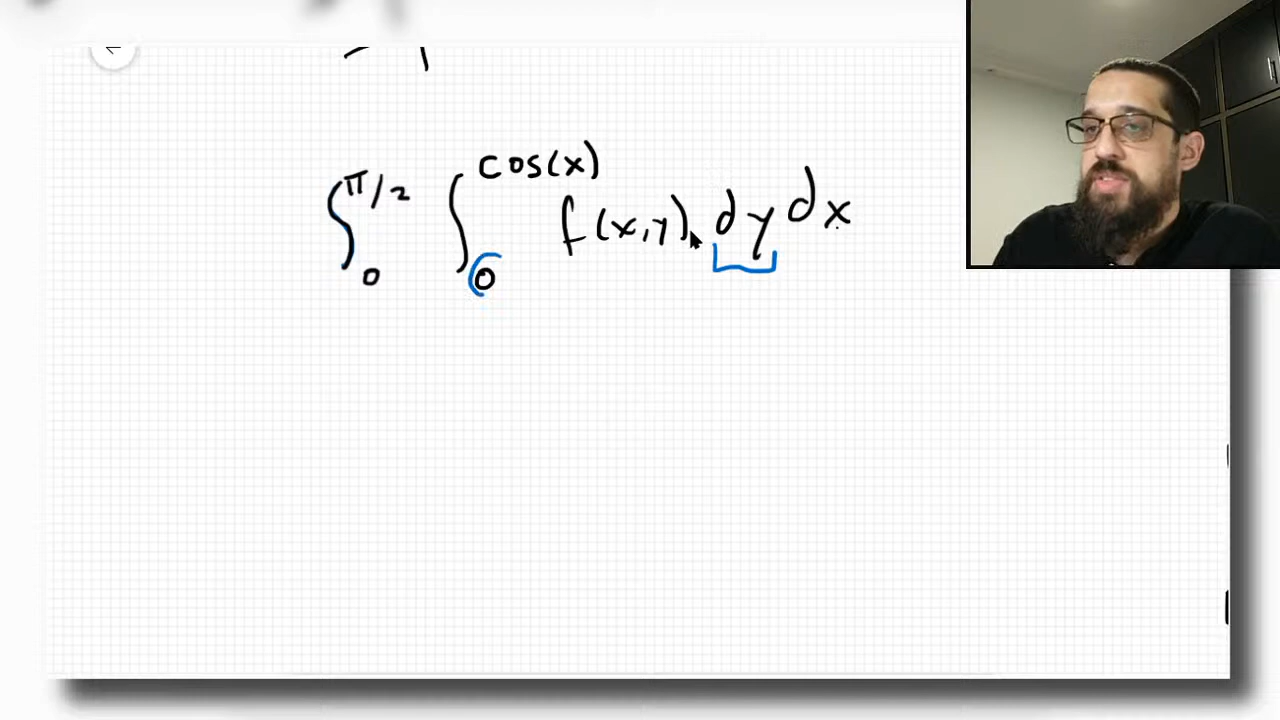 ∫₀^{π/2} ∫₀^{cos(x)} f(x,y) dy dx